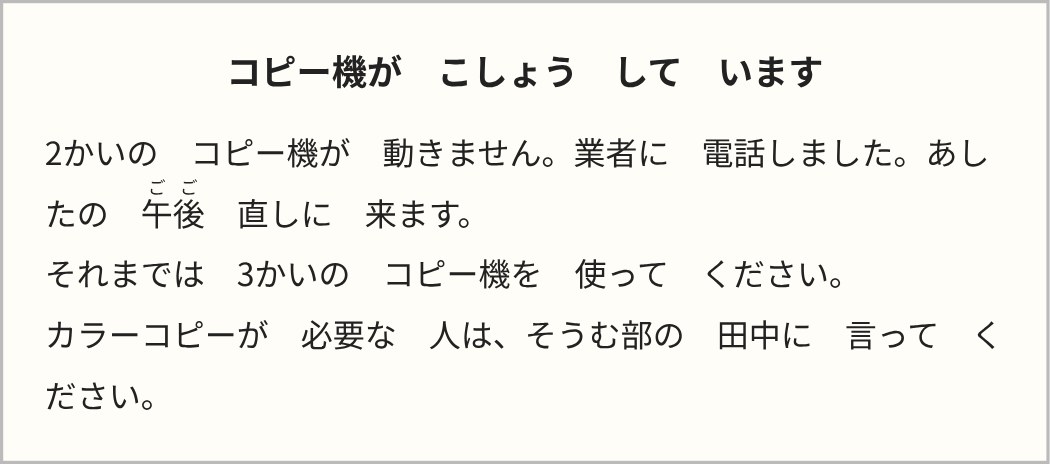 コピー機が　こしょう　して　います
2かいの　コピー機が　動きません。業者に　電話しました。あし
ごご
たの　午後　直しに　来ます。
それまでは　3かいの　コピー機を　使って　ください。
カラーコピーが　必要な　人は、そうむ部の　田中に　言って　く
ださい。